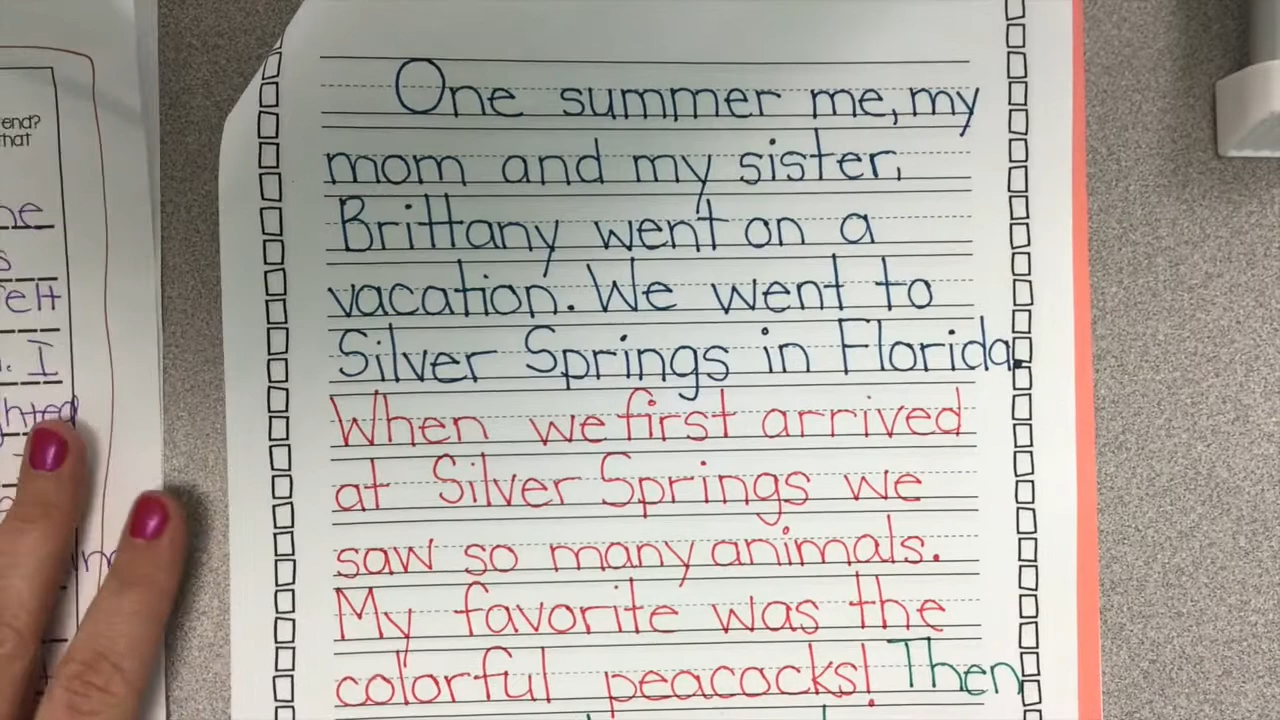 end?
that
One summer me, my
mom and my sister,
Brittany went on a
vacation. We went to
Silver Springs in Florida.
When we first arrived
at Silver Springs we
saw so many animals.
My favorite was the
colorful peacocks! Then